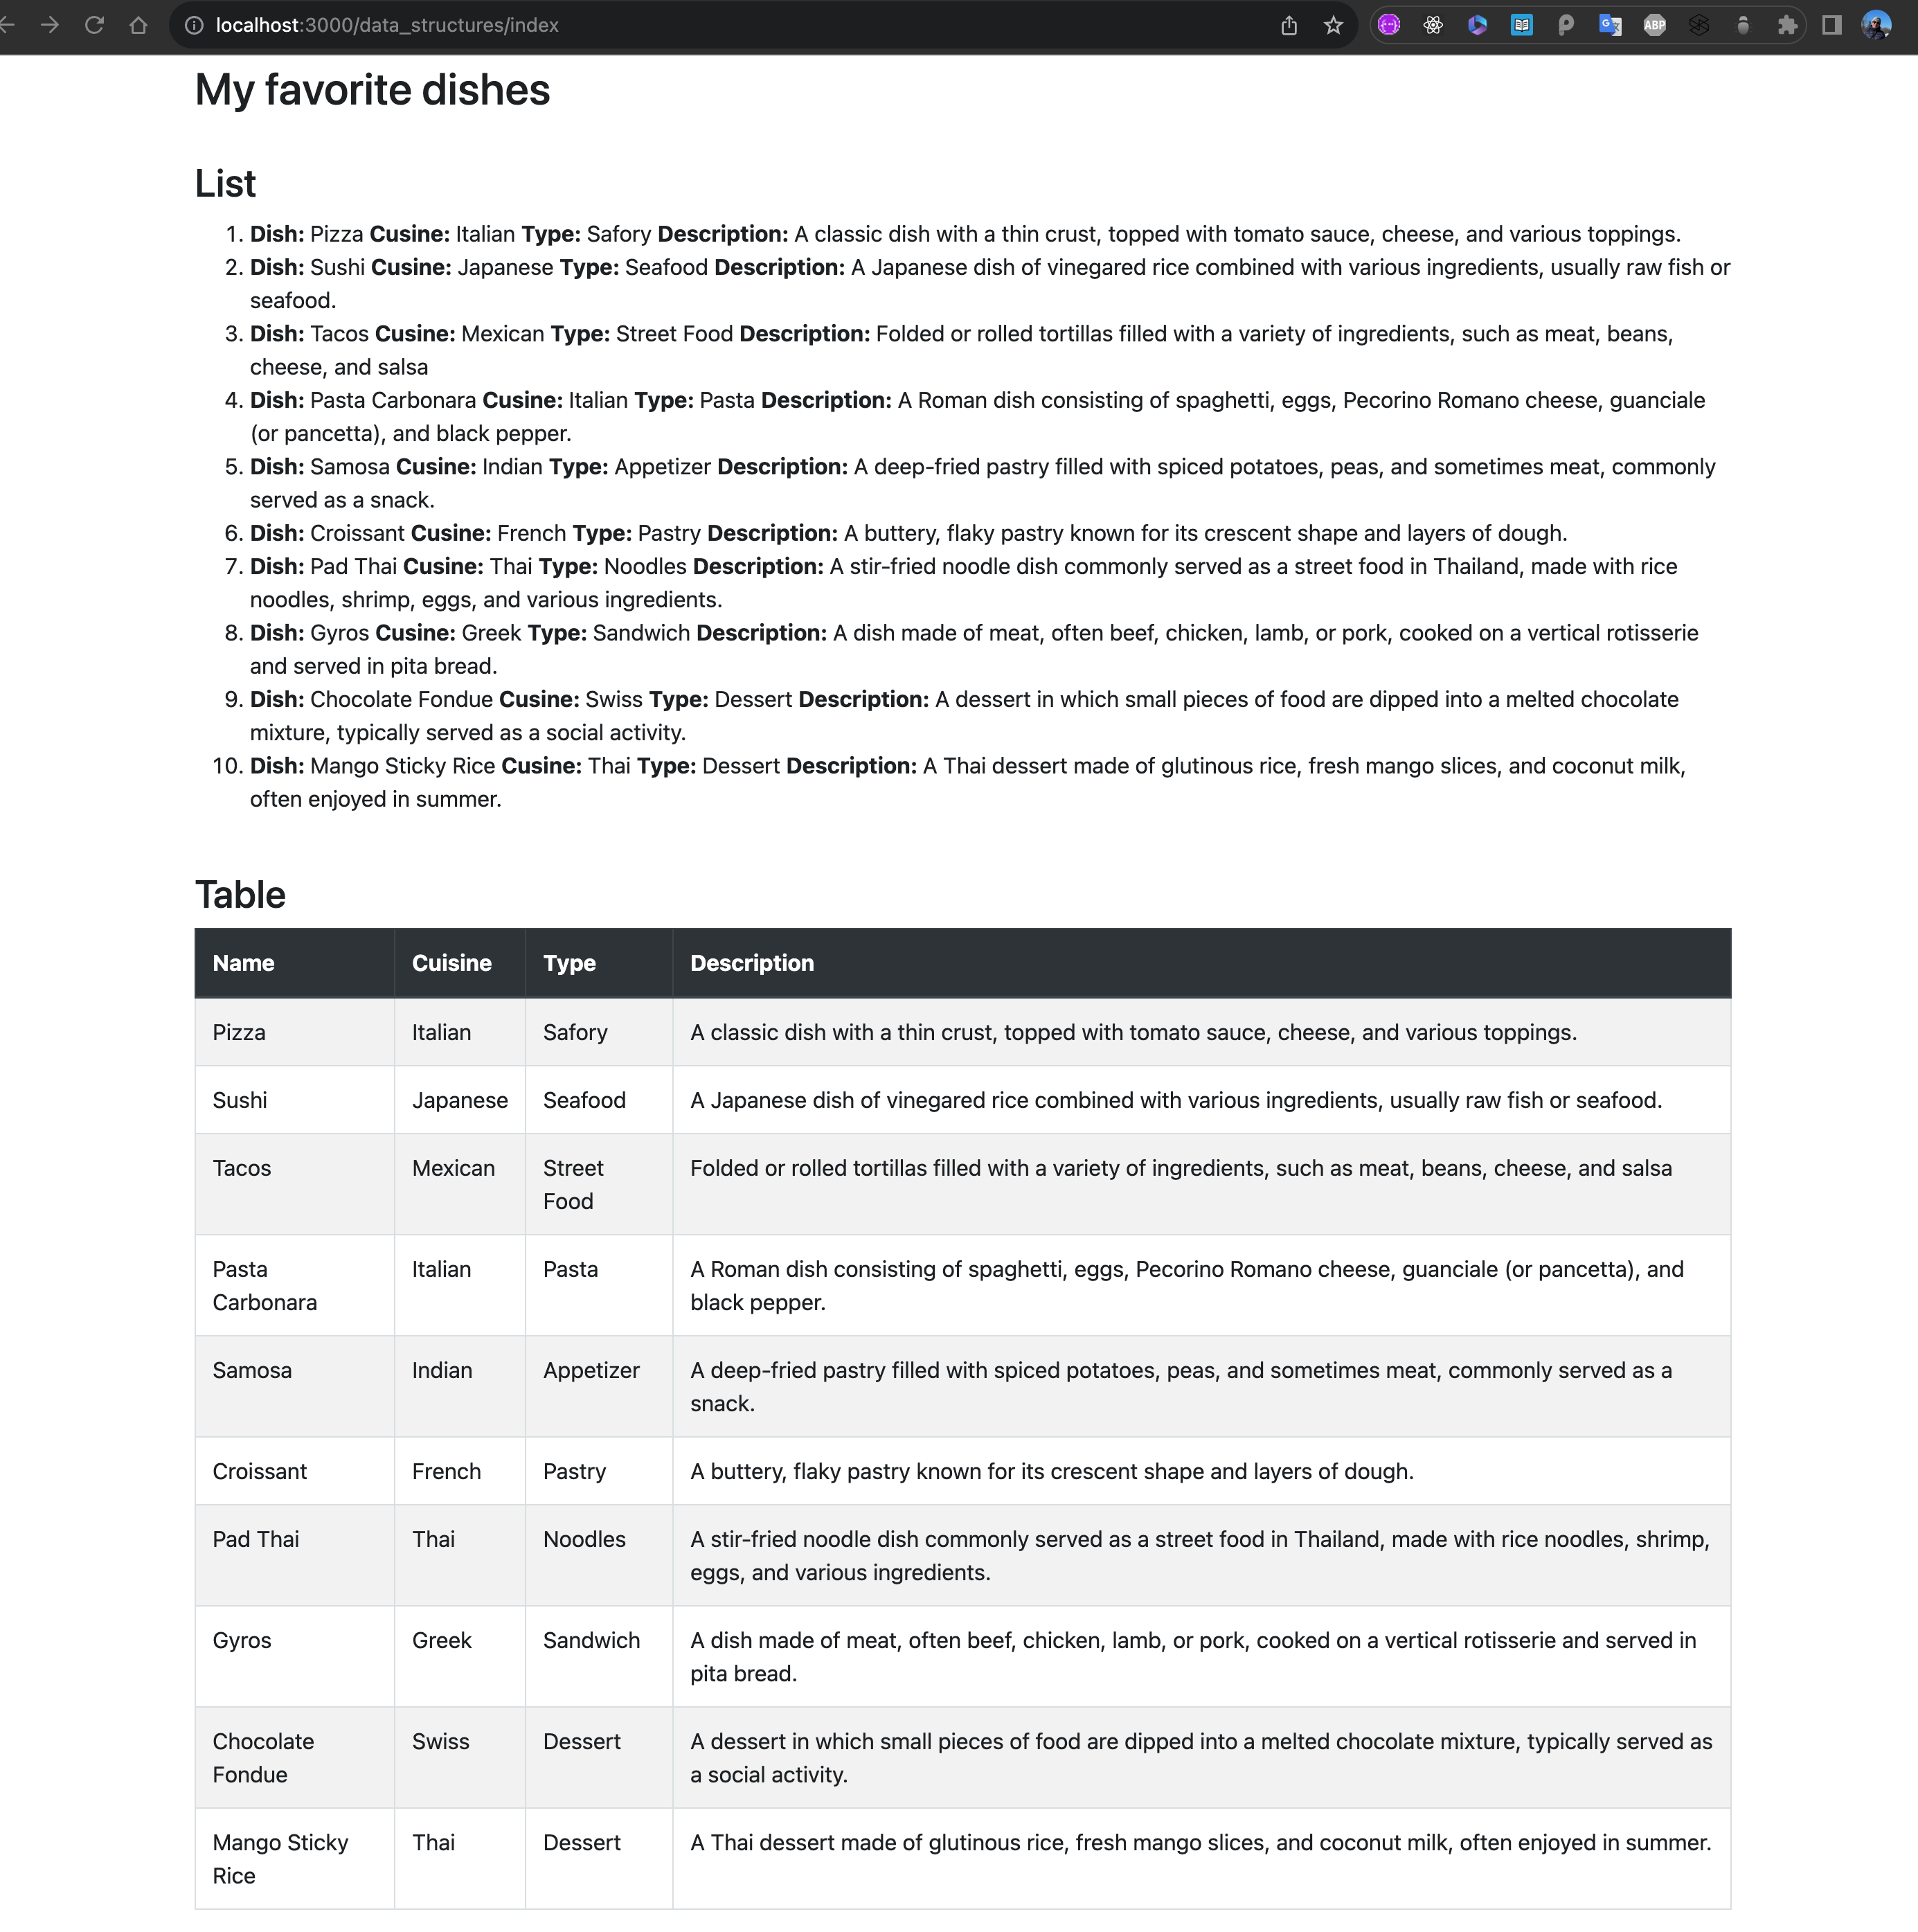 localhost:3000/data_structures/index
ABP
My favorite dishes
List
1. Dish: Pizza Cusine: Italian Type: Safory Description: A classic dish with a thin crust, topped with tomato sauce, cheese, and various toppings.
2. Dish: Sushi Cusine: Japanese Type: Seafood Description: A Japanese dish of vinegared rice combined with various ingredients, usually raw fish or
seafood.
3. Dish: Tacos Cusine: Mexican Type: Street Food Description: Folded or rolled tortillas filled with a variety of ingredients, such as meat, beans,
cheese, and salsa
4. Dish: Pasta Carbonara Cusine: Italian Type: Pasta Description: A Roman dish consisting of spaghetti, eggs, Pecorino Romano cheese, guanciale
(or pancetta), and black pepper.
5. Dish: Samosa Cusine: Indian Type: Appetizer Description: A deep-fried pastry filled with spiced potatoes, peas, and sometimes meat, commonly
served as a snack.
6. Dish: Croissant Cusine: French Type: Pastry Description: A buttery, flaky pastry known for its crescent shape and layers of dough.
7. Dish: Pad Thai Cusine: Thai Type: Noodles Description: A stir-fried noodle dish commonly served as a street food in Thailand, made with rice
noodles, shrimp, eggs, and various ingredients.
8. Dish: Gyros Cusine: Greek Type: Sandwich Description: A dish made of meat, often beef, chicken, lamb, or pork, cooked on a vertical rotisserie
and served in pita bread.
9. Dish: Chocolate Fondue Cusine: Swiss Type: Dessert Description: A dessert in which small pieces of food are dipped into a melted chocolate
mixture, typically served as a social activity.
10. Dish: Mango Sticky Rice Cusine: Thai Type: Dessert Description: A Thai dessert made of glutinous rice, fresh mango slices, and coconut milk,
often enjoyed in summer.
Table
Name Cuisine Type Description
Pizza Italian Safory A classic dish with a thin crust, topped with tomato sauce, cheese, and various toppings.
Sushi Japanese Seafood A Japanese dish of vinegared rice combined with various ingredients, usually raw fish or seafood.
Tacos Mexican Street Folded or rolled tortillas filled with a variety of ingredients, such as meat, beans, cheese, and salsa
Food
Pasta Italian Pasta A Roman dish consisting of spaghetti, eggs, Pecorino Romano cheese, guanciale (or pancetta), and
Carbonara black pepper.
Samosa Indian Appetizer A deep-fried pastry filled with spiced potatoes, peas, and sometimes meat, commonly served as a
snack.
Croissant French Pastry A buttery, flaky pastry known for its crescent shape and layers of dough.
Pad Thai Thai Noodles A stir-fried noodle dish commonly served as a street food in Thailand, made with rice noodles, shrimp,
eggs, and various ingredients.
Gyros Greek Sandwich A dish made of meat, often beef, chicken, lamb, or pork, cooked on a vertical rotisserie and served in
pita bread.
Chocolate Swiss Dessert A dessert in which small pieces of food are dipped into a melted chocolate mixture, typically served as
Fondue a social activity.
Mango Sticky Thai Dessert A Thai dessert made of glutinous rice, fresh mango slices, and coconut milk, often enjoyed in summer.
Rice